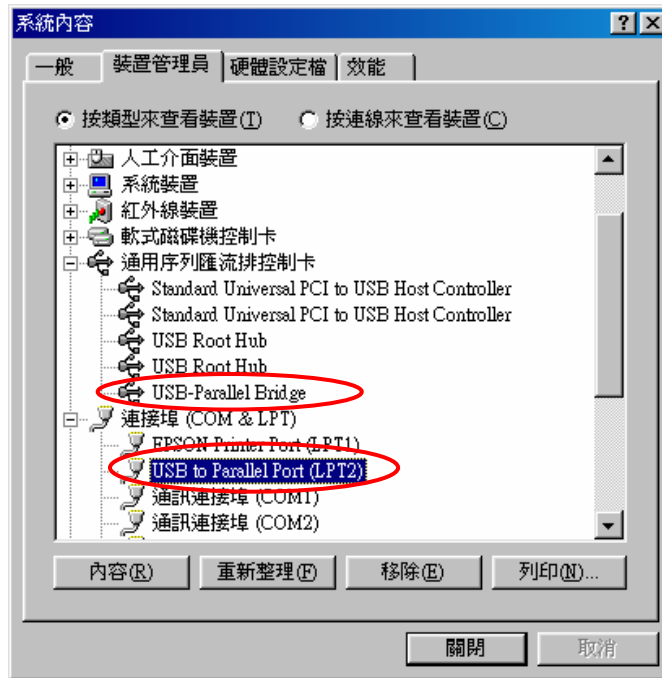 系統內容
一般 裝置管理員 硬體設定檔 效能
按類型來查看裝置(T) 按連線來查看裝置(C)
人工介面裝置
系統裝置
紅外線裝置
軟式磁碟機控制卡
通用序列匯流排控制卡
Standard Universal PCI to USB Host Controller
Standard Universal PCI to USB Host Controller
USB Root Hub
USB Root Hub
USB-Parallel Bridge
連接埠 (COM & LPT)
EPSON Printer Port (LPT1)
USB to Parallel Port (LPT2)
通訊連接埠 (COM1)
通訊連接埠 (COM2)
內容(R) 重新整理(F) 移除(E) 列印(N)...
關閉 取消